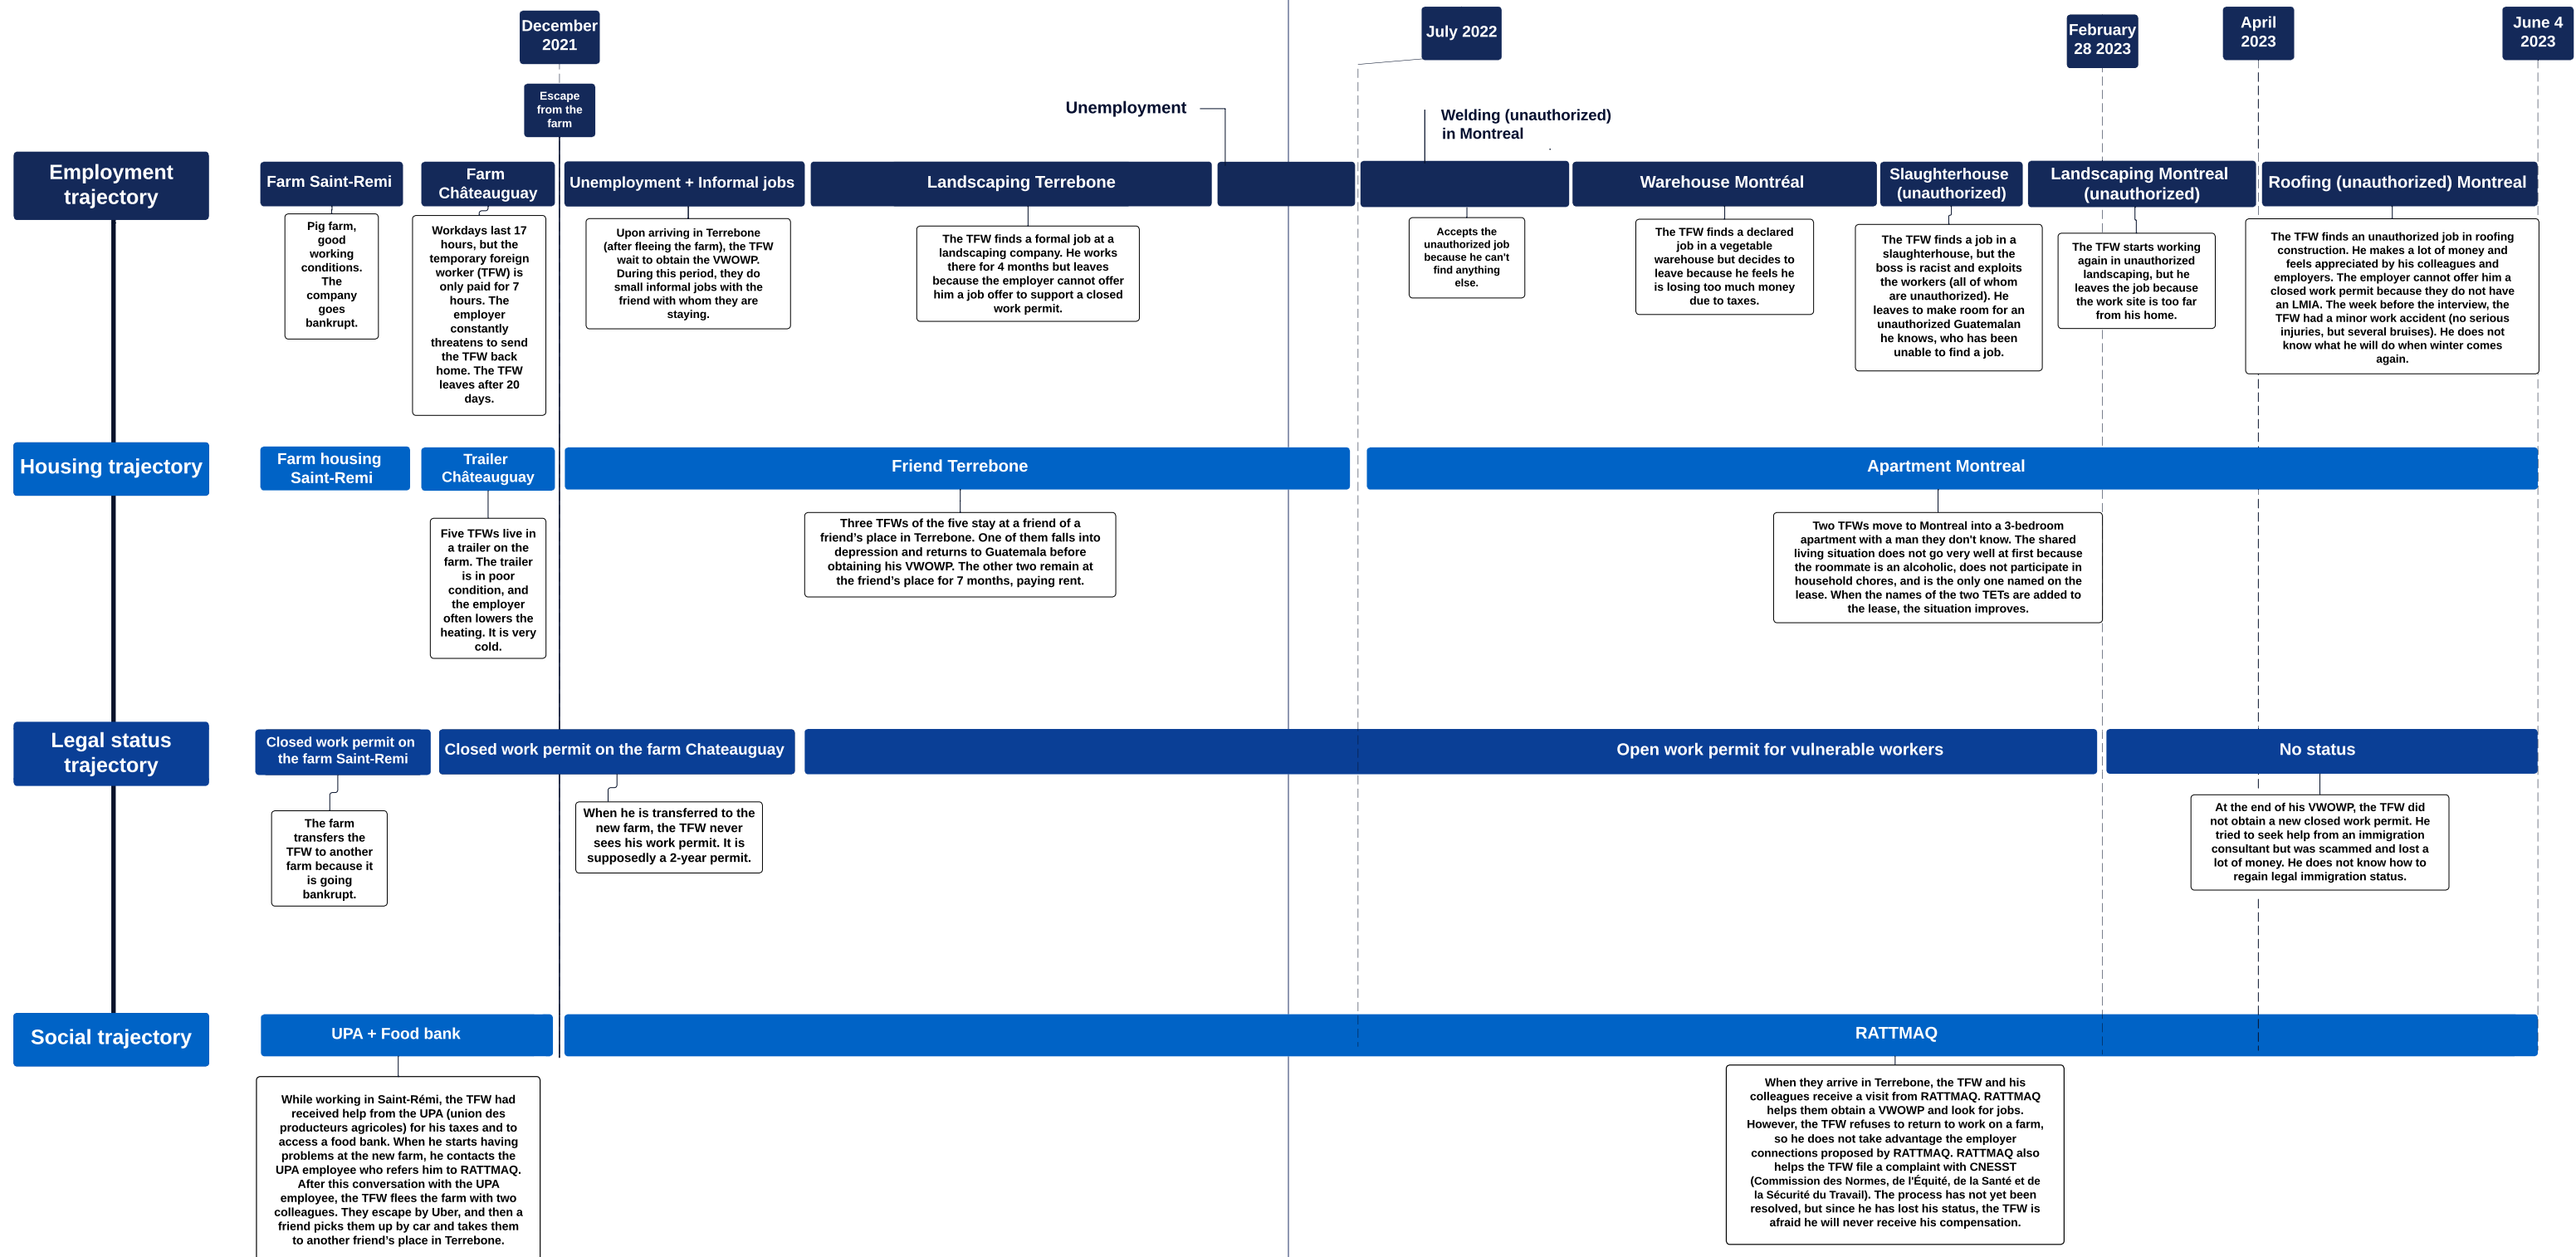 December
2021
July 2022
February
28 2023
April
2023
June 4
2023
Escape
from the
farm
Unemployment
Welding (unauthorized)
in Montreal
Employment
trajectory
Farm Saint-Remi
Farm
Châteauguay
Unemployment + Informal jobs
Landscaping Terrebone
Warehouse Montréal
Slaughterhouse
(unauthorized)
Landscaping Montreal
(unauthorized)
Roofing (unauthorized) Montreal
Pig farm,
good
working
conditions.
The
company
goes
bankrupt.
Workdays last 17
hours, but the
temporary foreign
worker (TFW) is
only paid for 7
hours. The
employer
constantly
threatens to send
the TFW back
home. The TFW
leaves after 20
days.
Upon arriving in Terrebone
(after fleeing the farm), the TFW
wait to obtain the VWOWP.
During this period, they do
small informal jobs with the
friend with whom they are
staying.
The TFW finds a formal job at a
landscaping company. He works
there for 4 months but leaves
because the employer cannot offer
him a job offer to support a closed
work permit.
Accepts the
unauthorized job
because he can't
find anything
else.
The TFW finds a declared
job in a vegetable
warehouse but decides to
leave because he feels he
is losing too much money
due to taxes.
The TFW finds a job in a
slaughterhouse, but the
boss is racist and exploits
the workers (all of whom
are unauthorized). He
leaves to make room for an
unauthorized Guatemalan
he knows, who has been
unable to find a job.
The TFW starts working
again in unauthorized
landscaping, but he
leaves the job because
the work site is too far
from his home.
The TFW finds an unauthorized job in roofing
construction. He makes a lot of money and
feels appreciated by his colleagues and
employers. The employer cannot offer him a
closed work permit because they do not have
an LMIA. The week before the interview, the
TFW had a minor work accident (no serious
injuries, but several bruises). He does not
know what he will do when winter comes
again.
Housing trajectory
Farm housing
Saint-Remi
Trailer
Châteauguay
Friend Terrebone
Apartment Montreal
Five TFWs live in
a trailer on the
farm. The trailer
is in poor
condition, and
the employer
often lowers the
heating. It is very
cold.
Three TFWs of the five stay at a friend of a
friend’s place in Terrebone. One of them falls into
depression and returns to Guatemala before
obtaining his VWOWP. The other two remain at
the friend’s place for 7 months, paying rent.
Two TFWs move to Montreal into a 3-bedroom
apartment with a man they don't know. The shared
living situation does not go very well at first because
the roommate is an alcoholic, does not participate in
household chores, and is the only one named on the
lease. When the names of the two TETs are added to
the lease, the situation improves.
Legal status
trajectory
Closed work permit on
the farm Saint-Remi
Closed work permit on the farm Chateauguay
Open work permit for vulnerable workers
No status
The farm
transfers the
TFW to another
farm because it
is going
bankrupt.
When he is transferred to the
new farm, the TFW never
sees his work permit. It is
supposedly a 2-year permit.
At the end of his VWOWP, the TFW did
not obtain a new closed work permit. He
tried to seek help from an immigration
consultant but was scammed and lost a
lot of money. He does not know how to
regain legal immigration status.
Social trajectory
UPA + Food bank
RATTMAQ
While working in Saint-Rémi, the TFW had
received help from the UPA (union des
producteurs agricoles) for his taxes and to
access a food bank. When he starts having
problems at the new farm, he contacts the
UPA employee who refers him to RATTMAQ.
After this conversation with the UPA
employee, the TFW flees the farm with two
colleagues. They escape by Uber, and then a
friend picks them up by car and takes them
to another friend’s place in Terrebone.
When they arrive in Terrebone, the TFW and his
colleagues receive a visit from RATTMAQ. RATTMAQ
helps them obtain a VWOWP and look for jobs.
However, the TFW refuses to return to work on a farm,
so he does not take advantage the employer
connections proposed by RATTMAQ. RATTMAQ also
helps the TFW file a complaint with CNESST
(Commission des Normes, de l'Équité, de la Santé et de
la Sécurité du Travail). The process has not yet been
resolved, but since he has lost his status, the TFW is
afraid he will never receive his compensation.